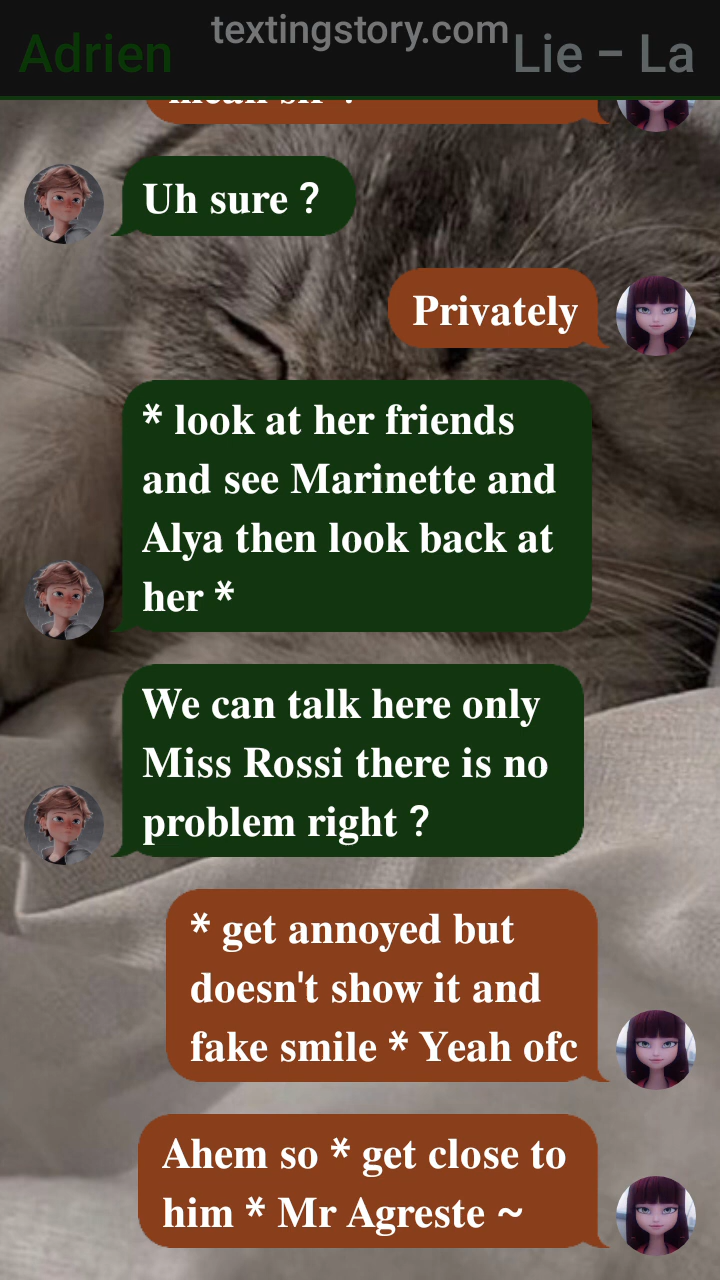 textingstory.com
Adrien
Lie – La
mean sir ?
Uh sure ?
Privately
* look at her friends
and see Marinette and
Alya then look back at
her *
We can talk here only
Miss Rossi there is no
problem right ?
* get annoyed but
doesn't show it and
fake smile * Yeah ofc
Ahem so * get close to
him * Mr Agreste ~